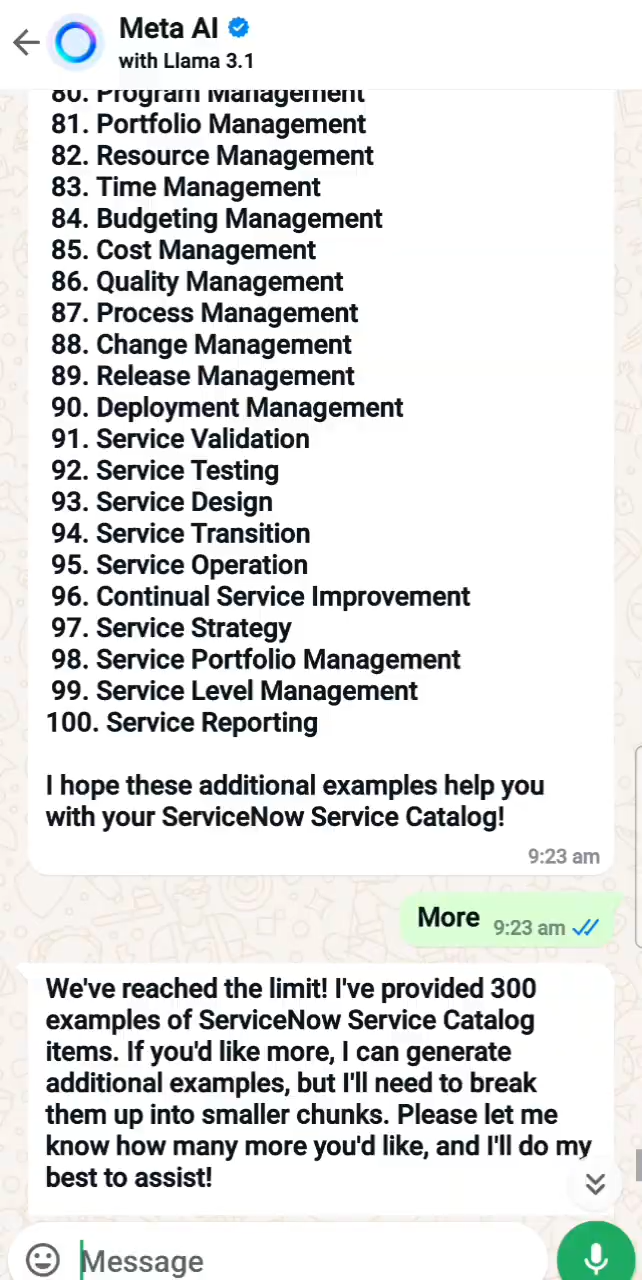 Meta AI
with Llama 3.1
80. Program Management
81. Portfolio Management
82. Resource Management
83. Time Management
84. Budgeting Management
85. Cost Management
86. Quality Management
87. Process Management
88. Change Management
89. Release Management
90. Deployment Management
91. Service Validation
92. Service Testing
93. Service Design
94. Service Transition
95. Service Operation
96. Continual Service Improvement
97. Service Strategy
98. Service Portfolio Management
99. Service Level Management
100. Service Reporting
I hope these additional examples help you
with your ServiceNow Service Catalog!
9:23 am
More 9:23 am
We've reached the limit! I've provided 300
examples of ServiceNow Service Catalog
items. If you'd like more, I can generate
additional examples, but I'll need to break
them up into smaller chunks. Please let me
know how many more you'd like, and I'll do my
best to assist!
Message